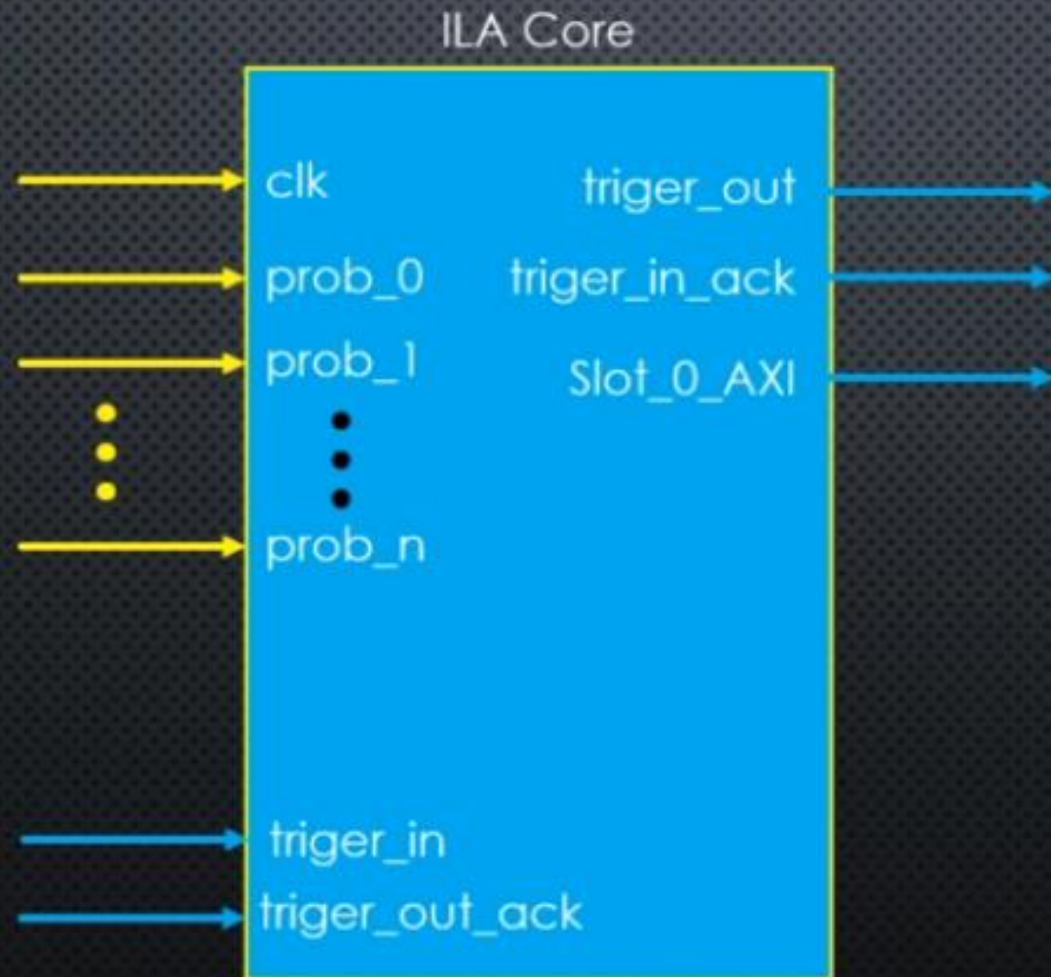 ILA Core
clk
triger_out
prob_0
triger_in_ack
prob_1
Slot_0_AXI
prob_n
triger_in
triger_out_ack